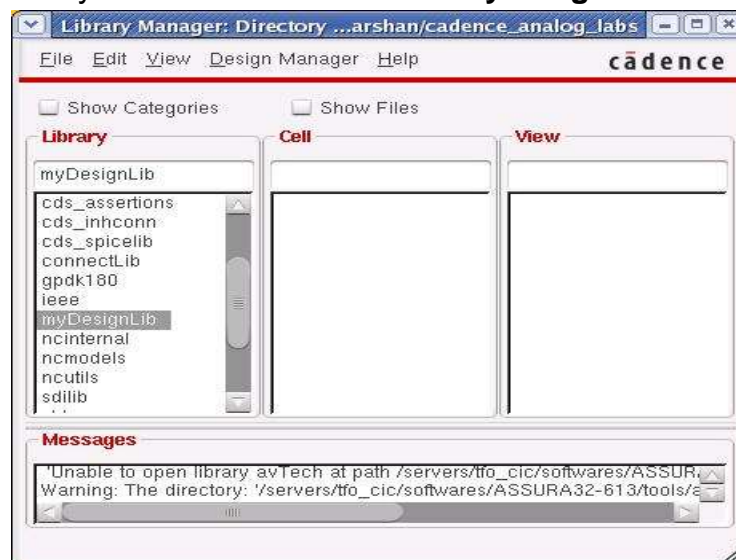 Library Manager: Directory ...arshan/cadence_analog_labs
File Edit View Design Manager Help cādence
Show Categories Show Files
Library Cell View
myDesignLib
cds_assertions
cds_inhconn
cds_spicelib
connectLib
gpdk180
ieee
myDesignLib
ncinternal
ncmodels
ncutils
sdilib
Messages
'Unable to open library avTech at path /servers/tfo_cic/softwares/ASSUR
Warning: The directory: '/servers/tfo_cic/softwares/ASSURA32-613/tools/a